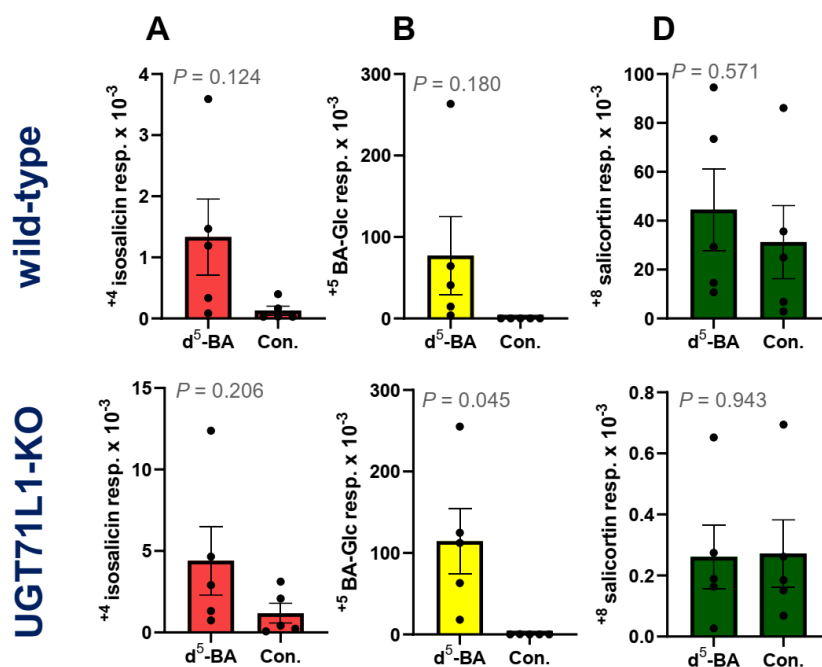 A
B
D
wild-type
+4 isosalicin resp. x 10-3
P = 0.124
4
3
2
1
0
d5-BA
Con.
+5 BA-Glc resp. x 10-3
P = 0.180
300
200
100
0
d5-BA
Con.
+8 salicortin resp. x 10-3
P = 0.571
100
80
60
40
20
0
d5-BA
Con.
UGT71L1-KO
+4 isosalicin resp. x 10-3
P = 0.206
15
10
5
0
d5-BA
Con.
+5 BA-Glc resp. x 10-3
P = 0.045
300
200
100
0
d5-BA
Con.
+8 salicortin resp. x 10-3
P = 0.943
0.8
0.6
0.4
0.2
0.0
d5-BA
Con.